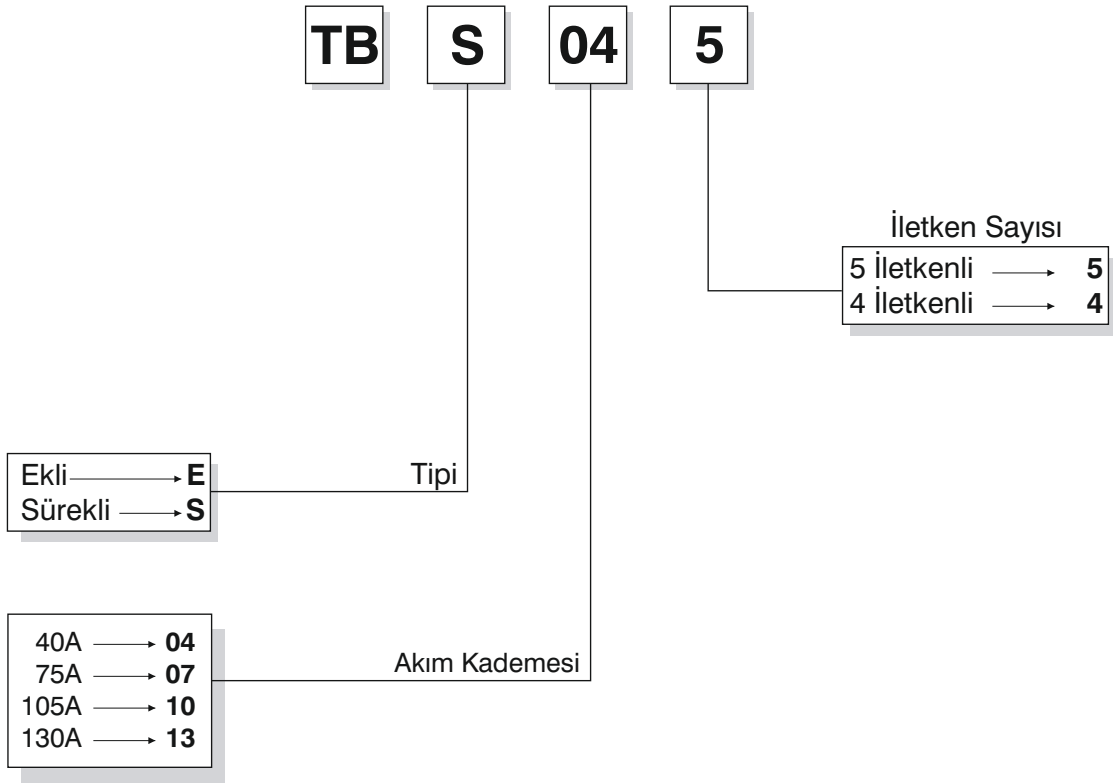 TB S 04 5
İletken Sayısı
5 İletkenli 5
4 İletkenli 4
Ekli E
Sürekli S
Tipi
40A 04
75A 07
105A 10
130A 13
Akım Kademesi